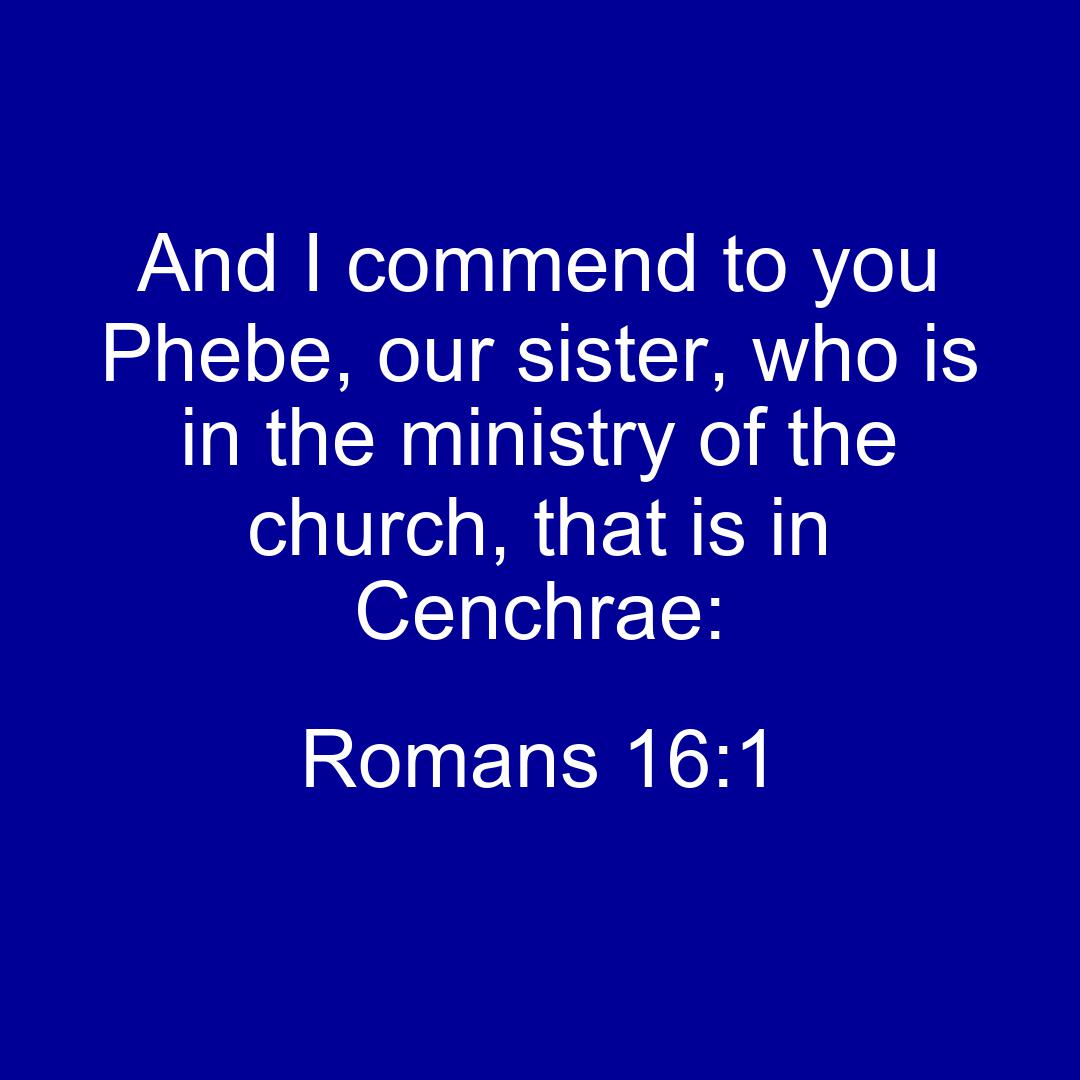 And I commend to you
Phebe, our sister, who is
in the ministry of the
church, that is in
Cenchrae:
Romans 16:1